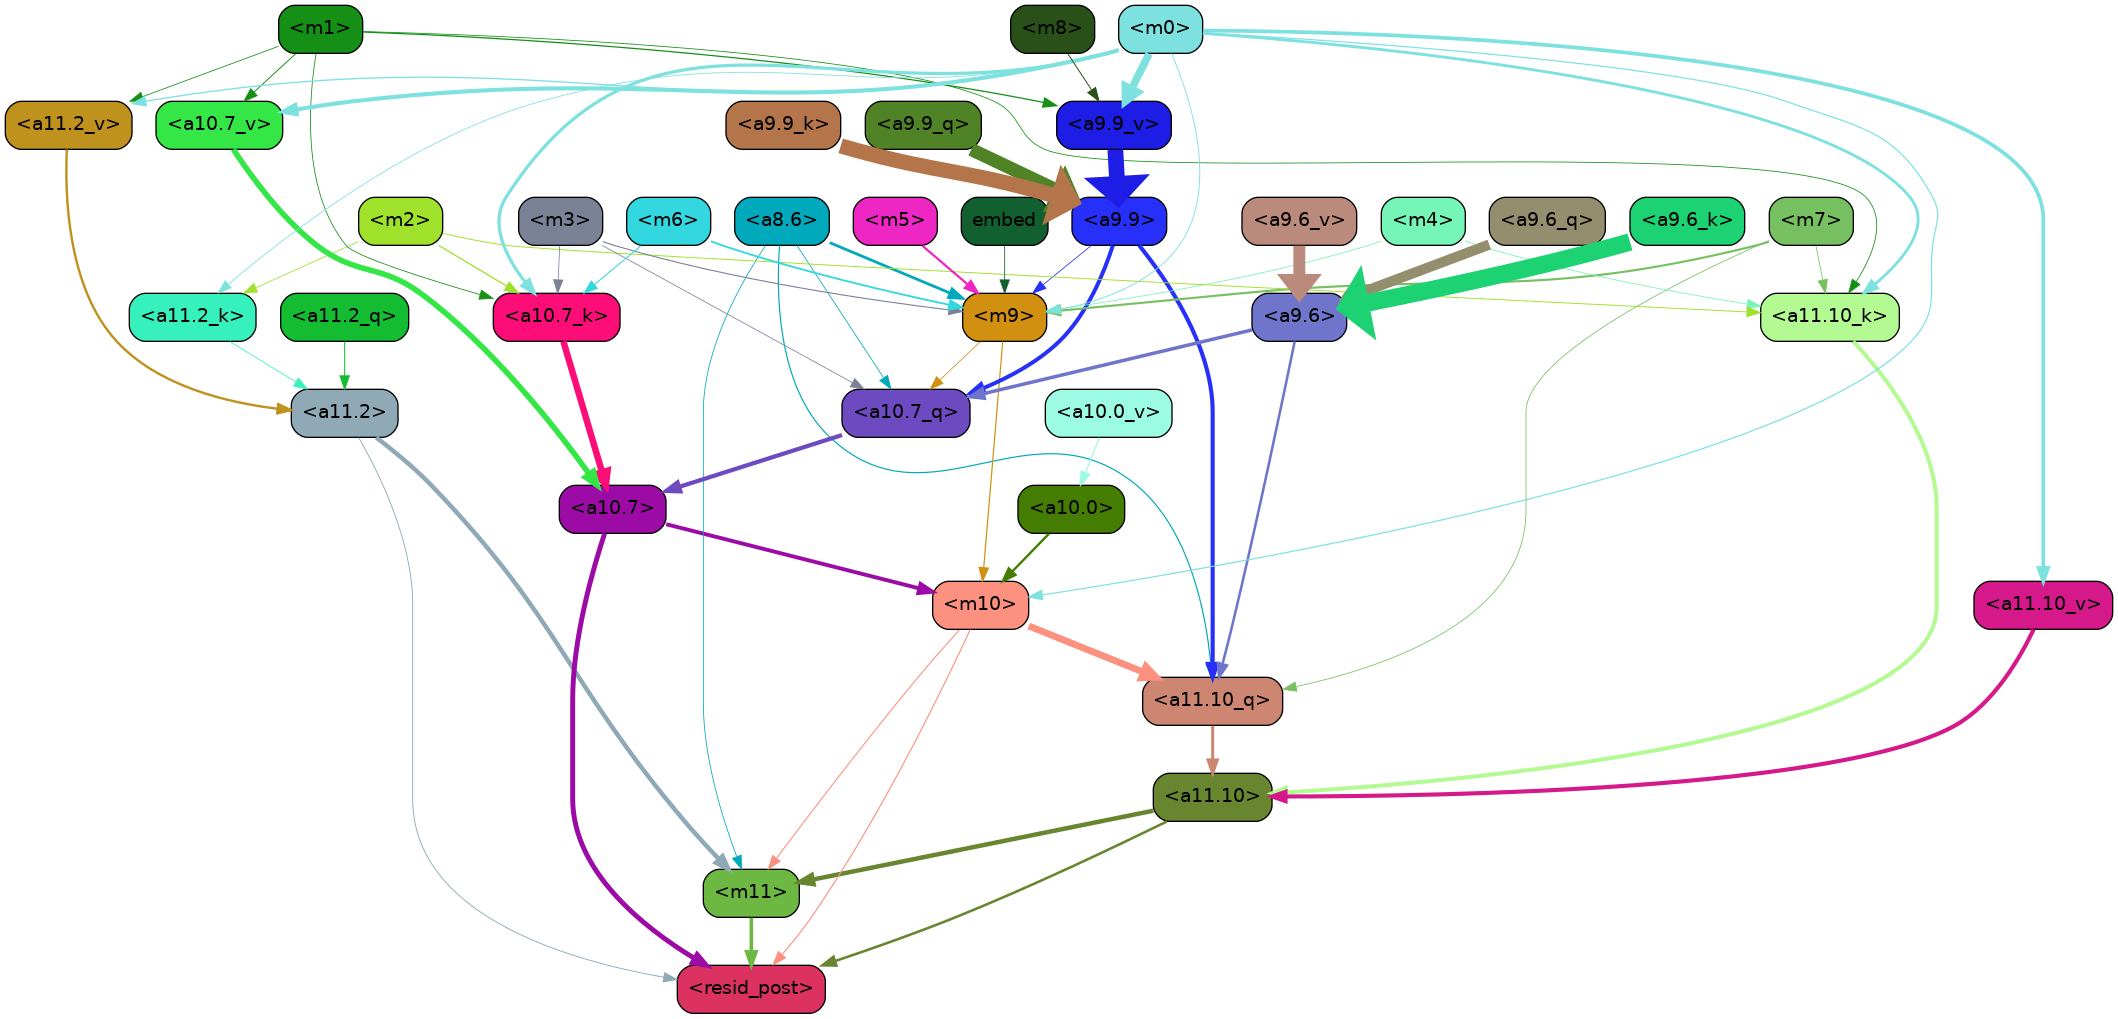 <m1>
<m8>
<m0>
<a11.2_v>
<a10.7_v>
<a9.9_k>
<a9.9_q>
<a9.9_v>
<m2>
<m3>
<m6>
<a8.6>
<m5>
embed
<a9.9>
<a9.6_v>
<m4>
<a9.6_q>
<a9.6_k>
<m7>
<a11.2_k>
<a11.2_q>
<a10.7_k>
<m9>
<a9.6>
<a11.10_k>
<a11.2>
<a10.7_q>
<a10.0_v>
<a10.7>
<a10.0>
<m10>
<a11.10_v>
<a11.10_q>
<a11.10>
<m11>
<resid_post>